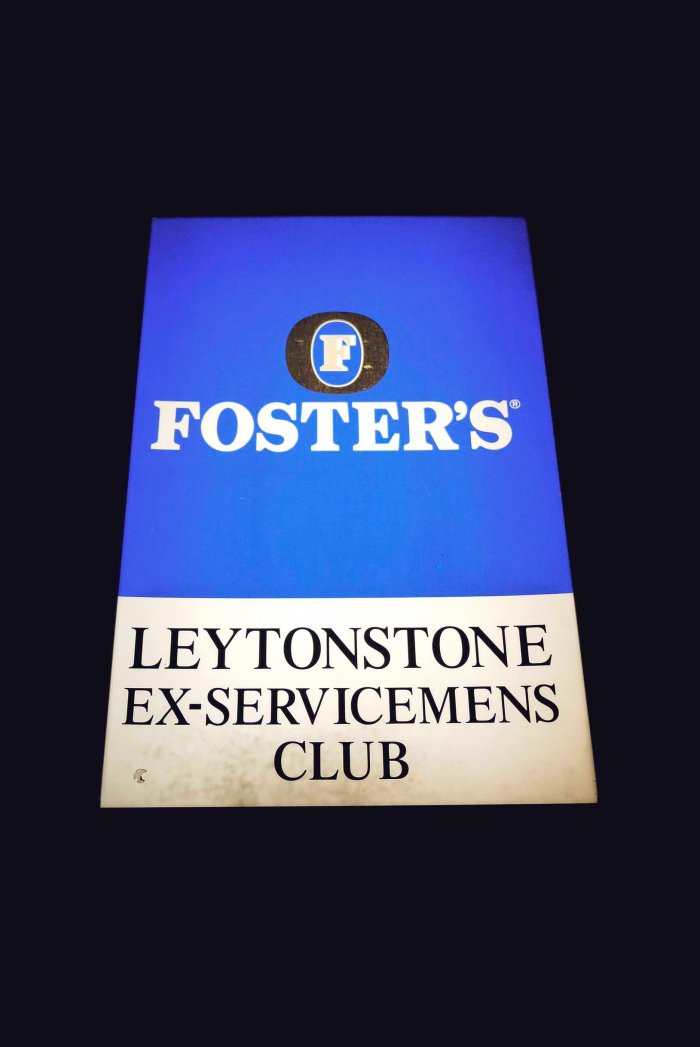 F
FOSTER'S®
LEYTONSTONE
EX-SERVICEMENS
CLUB